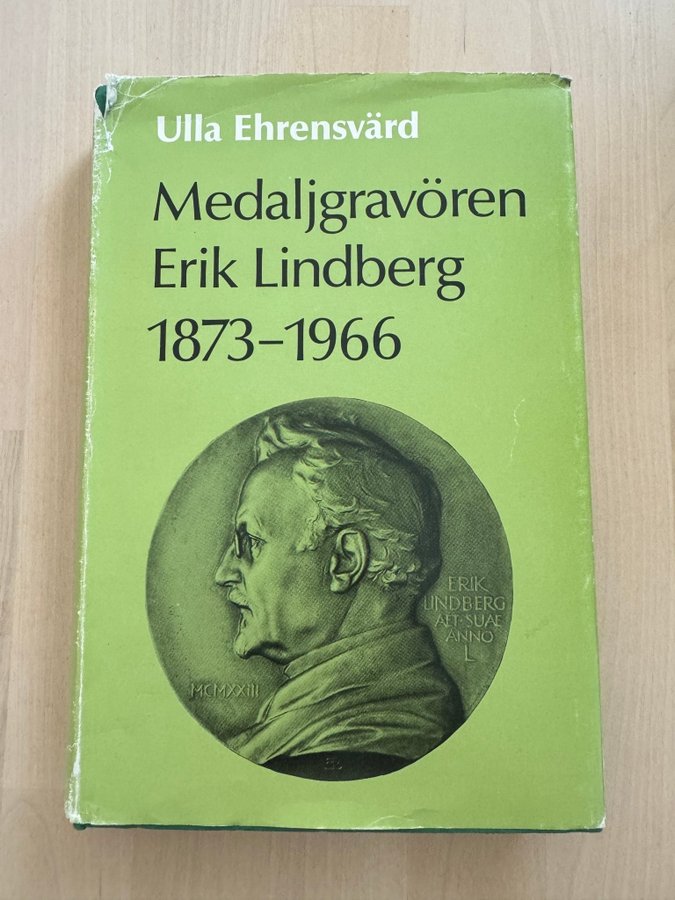 Ulla Ehrensvärd
Medaljgravören
Erik Lindberg
1873–1966
ERIK
LINDBERG
AET·SUAE
ANNO
L
MCMXXIII